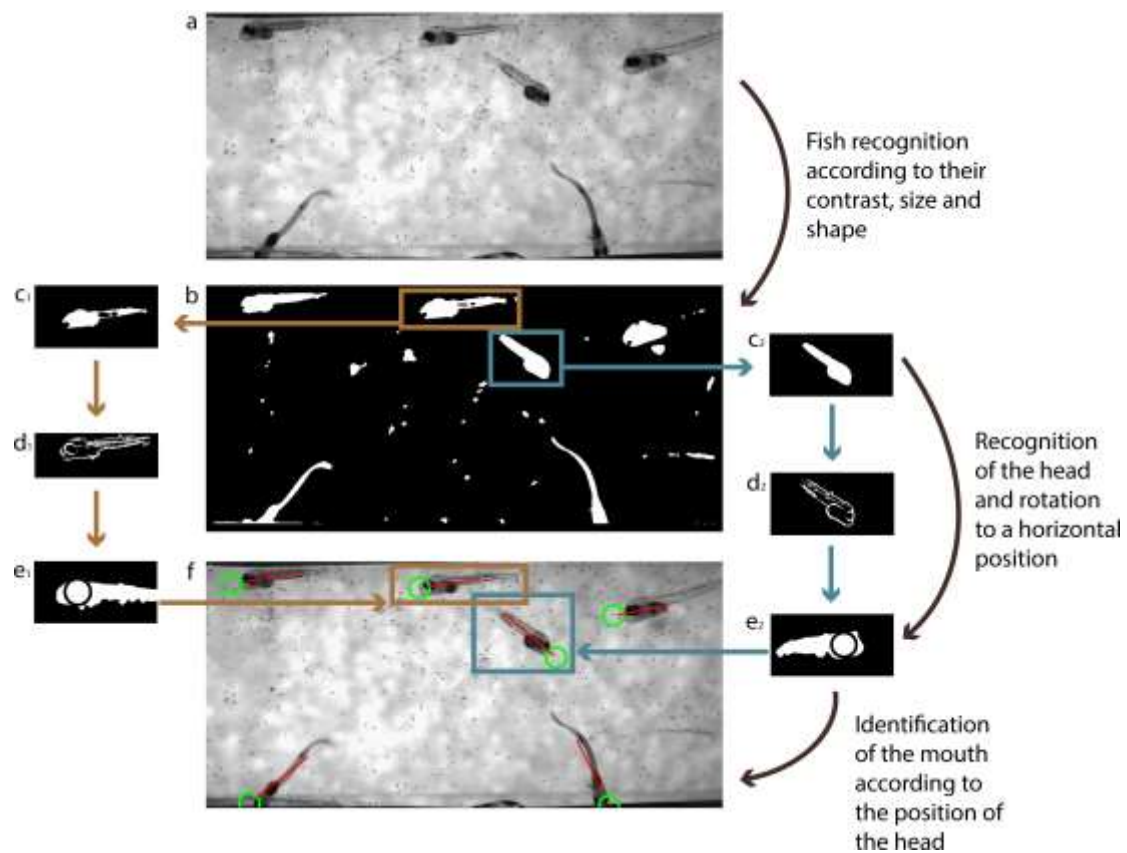 a
Fish recognition
according to their
contrast, size and
shape
c₁
b
c₂
d₁
d₂
Recognition
of the head
and rotation
to a horizontal
position
e₁
f
e₂
Identification
of the mouth
according to
the position of
the head